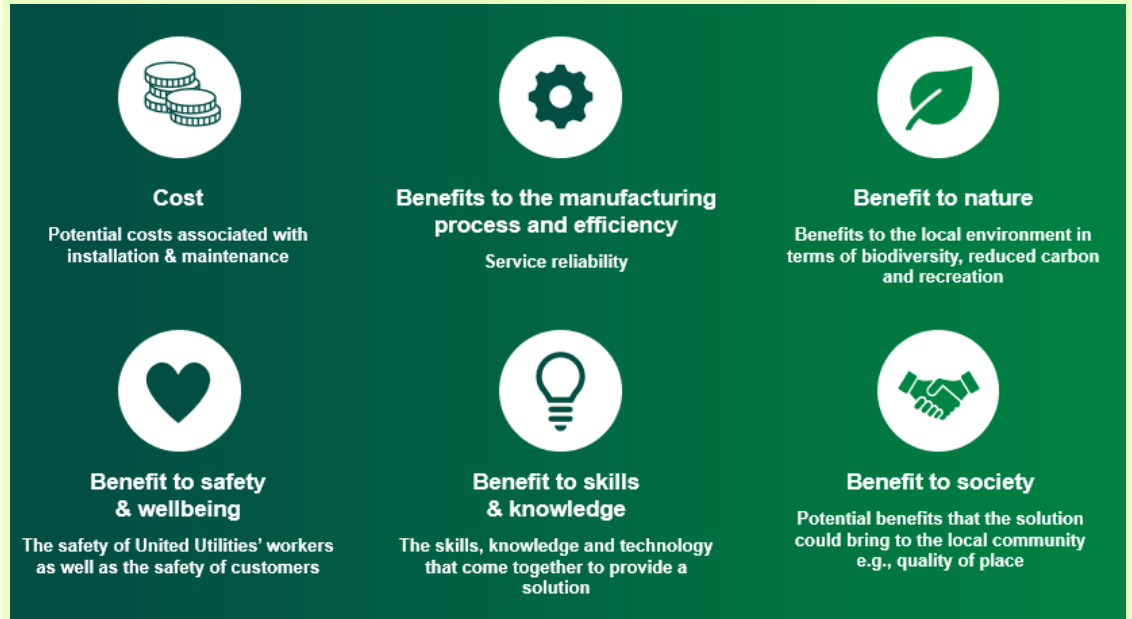 Cost
Potential costs associated with
installation & maintenance
Benefits to the manufacturing
process and efficiency
Service reliability
Benefit to nature
Benefits to the local environment in
terms of biodiversity, reduced carbon
and recreation
Benefit to safety
& wellbeing
The safety of United Utilities’ workers
as well as the safety of customers
Benefit to skills
& knowledge
The skills, knowledge and technology
that come together to provide a
solution
Benefit to society
Potential benefits that the solution
could bring to the local community
e.g., quality of place